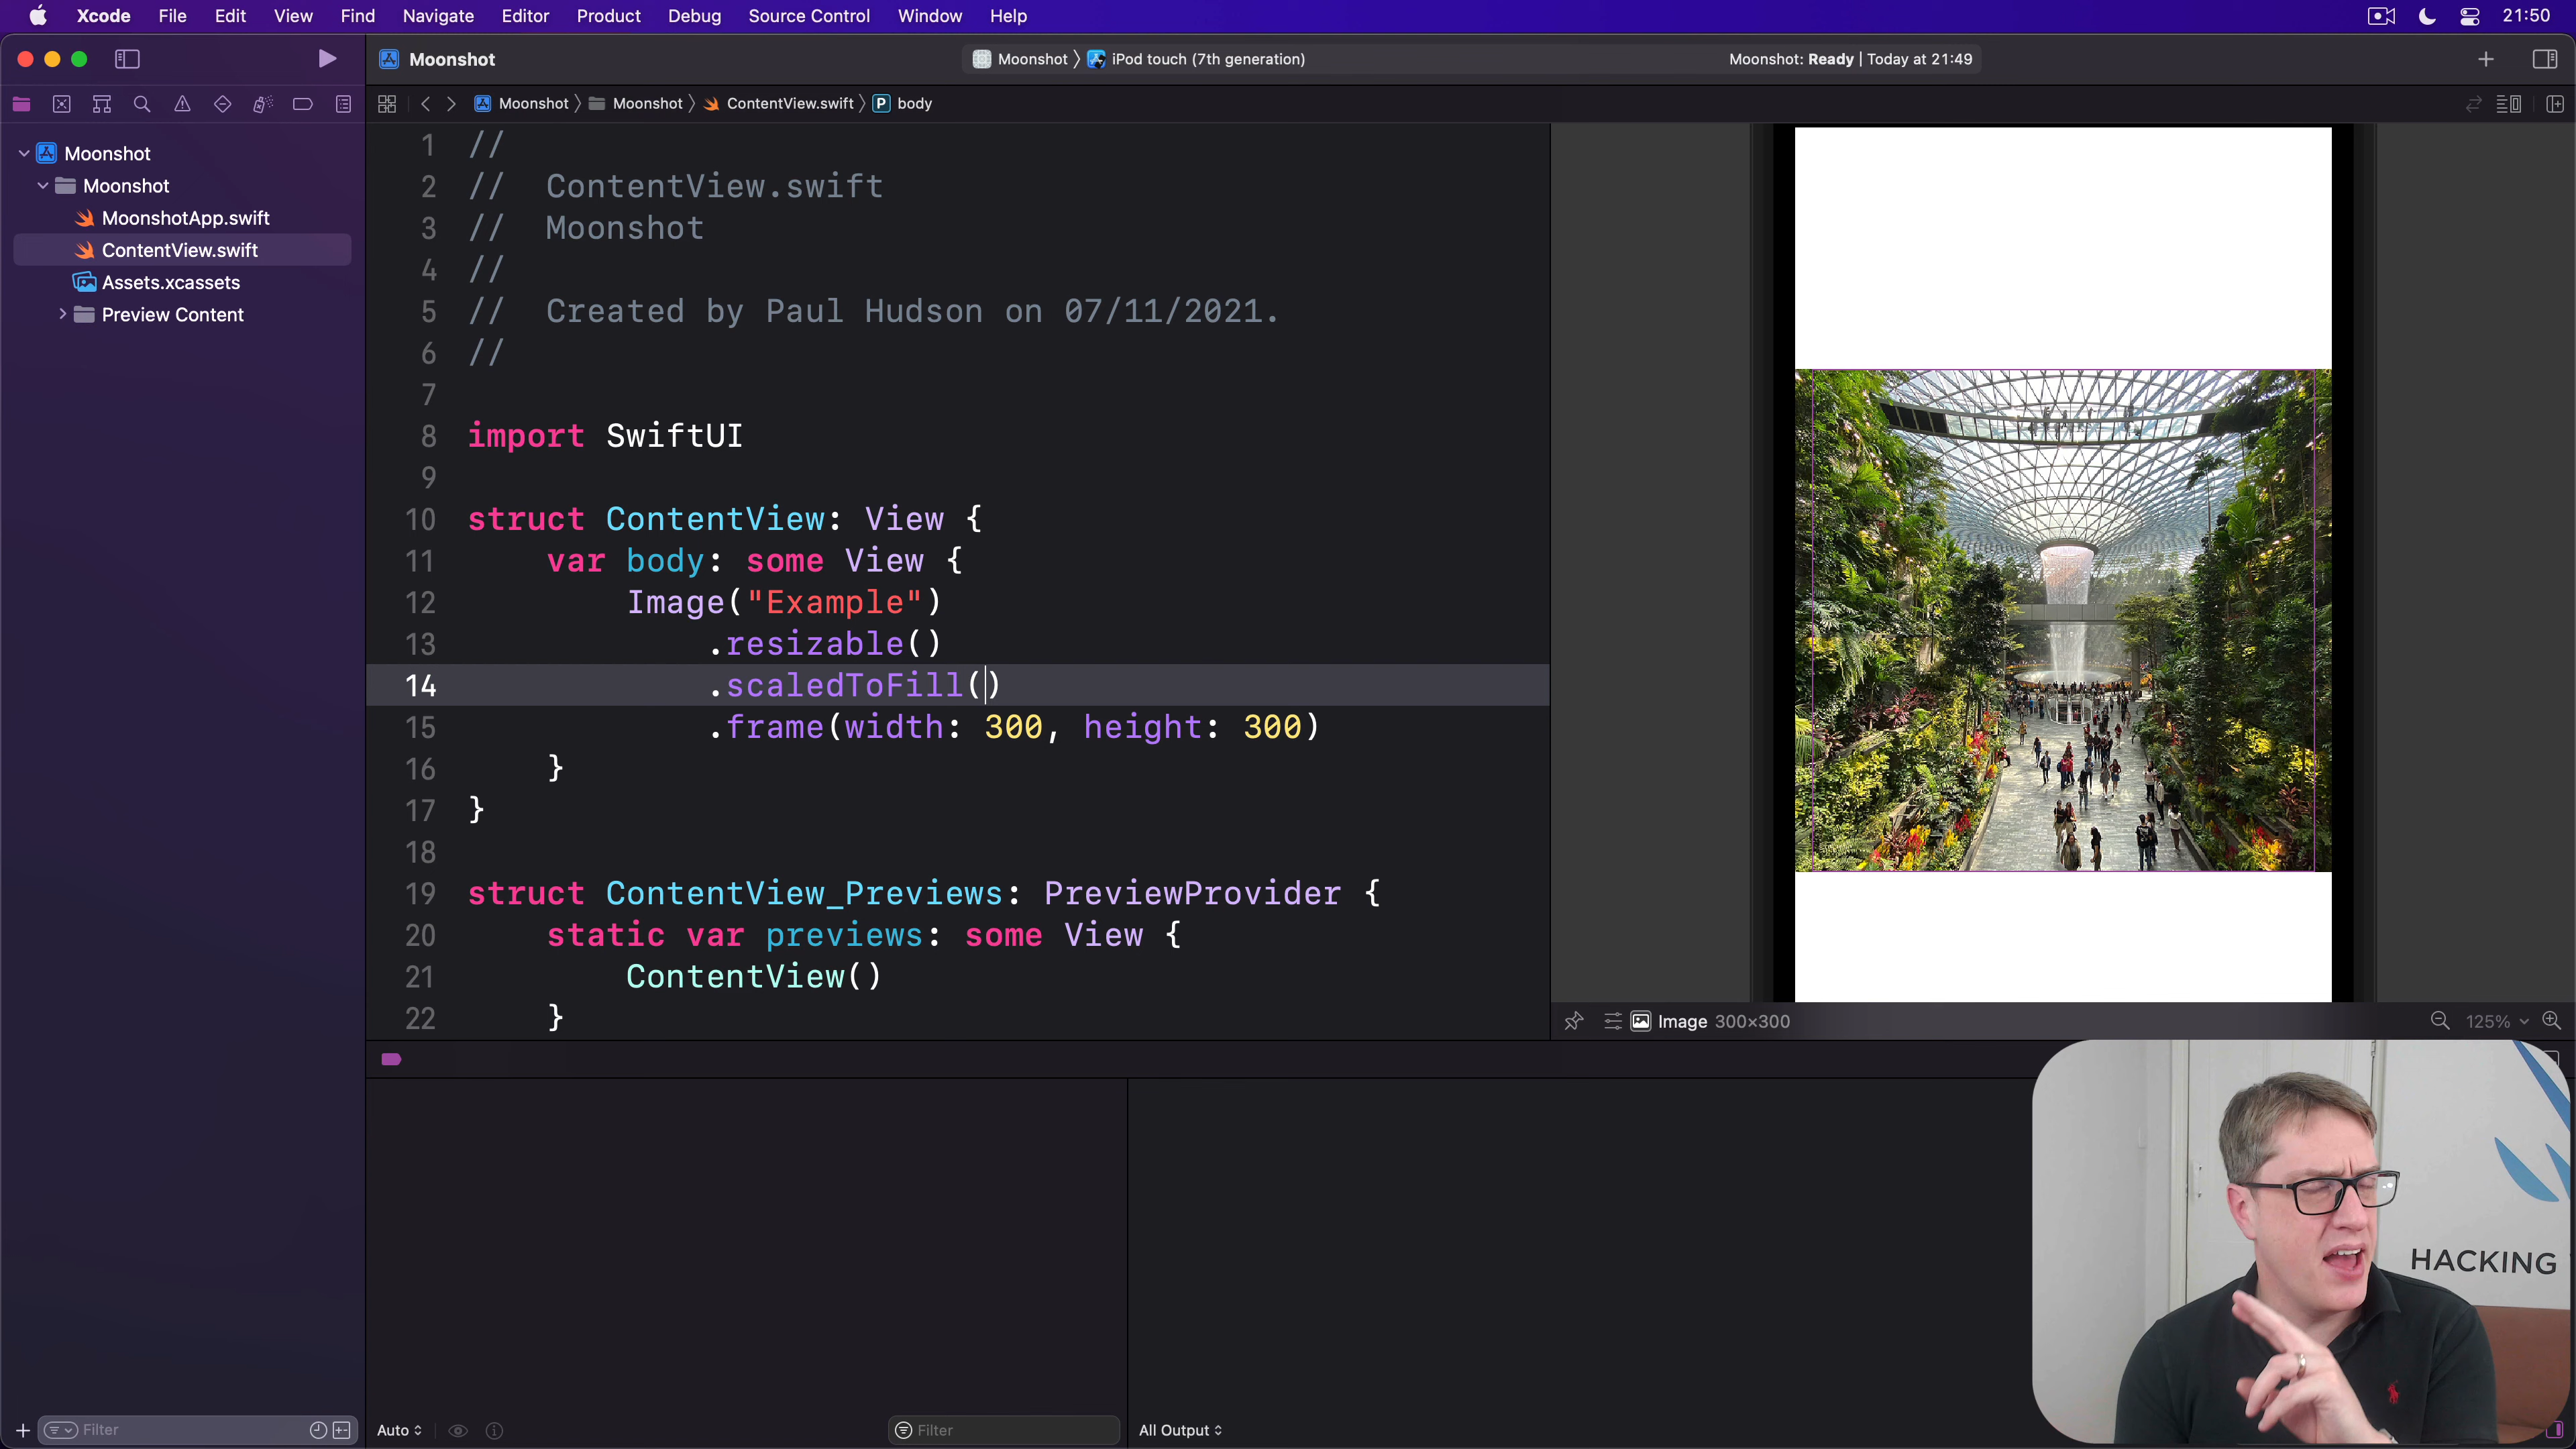 Xcode File Edit View Find Navigate Editor Product Debug Source Control Window Help 21:50
Moonshot
Moonshot 〉 iPod touch (7th generation)
Moonshot: Ready | Today at 21:49
Moonshot 〉 Moonshot 〉 ContentView.swift 〉 P body
Moonshot
Moonshot
MoonshotApp.swift
ContentView.swift
Assets.xcassets
Preview Content
1 //
2 //  ContentView.swift
3 //  Moonshot
4 //
5 //  Created by Paul Hudson on 07/11/2021.
6 //
7
8 import SwiftUI
9
10 struct ContentView: View {
11     var body: some View {
12         Image("Example")
13             .resizable()
14             .scaledToFill()
15             .frame(width: 300, height: 300)
16     }
17 }
18
19 struct ContentView_Previews: PreviewProvider {
20     static var previews: some View {
21         ContentView()
22     }
Image 300×300
125%
HACKING
Filter
Auto
Filter
All Output